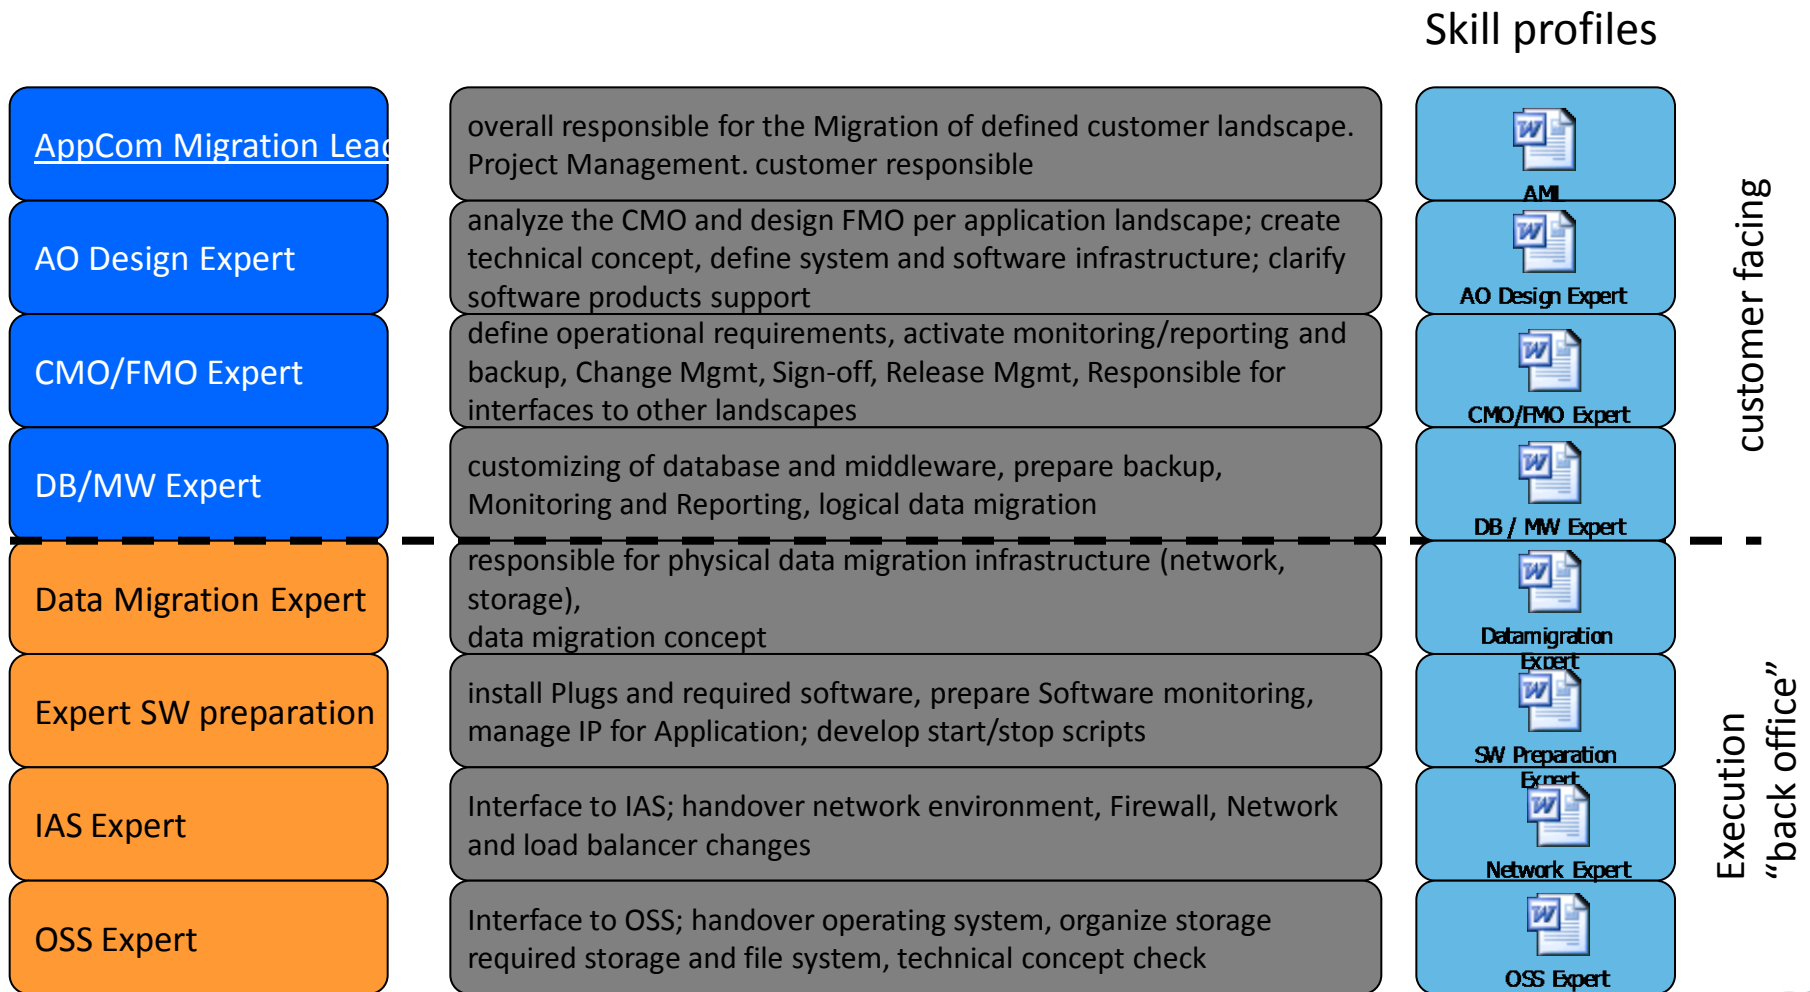 Skill profiles
AppCom Migration Lead
overall responsible for the Migration of defined customer landscape.
Project Management. customer responsible
AML
AO Design Expert
analyze the CMO and design FMO per application landscape; create
technical concept, define system and software infrastructure; clarify
software products support
AO Design Expert
CMO/FMO Expert
define operational requirements, activate monitoring/reporting and
backup, Change Mgmt, Sign-off, Release Mgmt, Responsible for
interfaces to other landscapes
CMO/FMO Expert
DB/MW Expert
customizing of database and middleware, prepare backup,
Monitoring and Reporting, logical data migration
DB / MW Expert
customer facing
Data Migration Expert
responsible for physical data migration infrastructure (network,
storage),
data migration concept
Datamigration
Expert
Expert SW preparation
install Plugs and required software, prepare Software monitoring,
manage IP for Application; develop start/stop scripts
SW Preparation
Expert
IAS Expert
Interface to IAS; handover network environment, Firewall, Network
and load balancer changes
Network Expert
OSS Expert
Interface to OSS; handover operating system, organize storage
required storage and file system, technical concept check
OSS Expert
Execution
“back office”